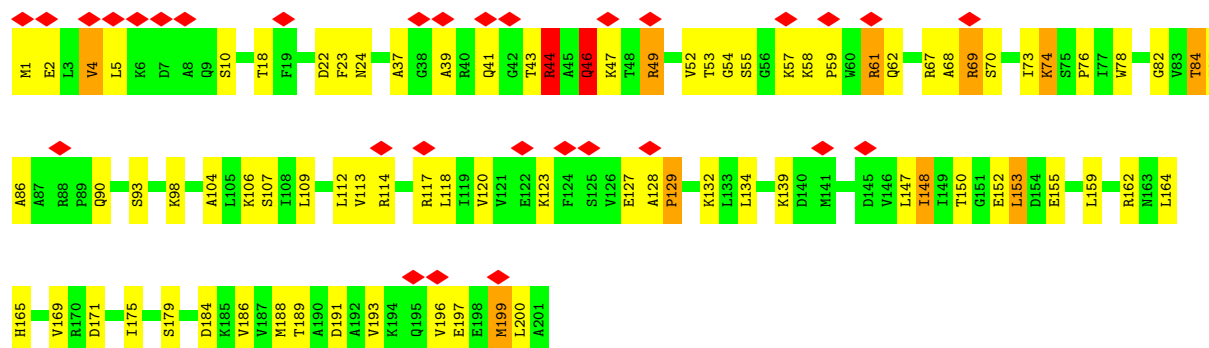 M1 E2 L3 V4 L5 K6 D7 A8 Q9 S10 T18 F19 D22 F23 N24 A37 G38 A39 R40 Q41 G42 T43 R44 A45 Q46 K47 T48 R49 V52 T53 G54 S55 G56 K57 K58 P59 W60 R61 Q62 R67 A68 R69 S70 I73 K74 S75 P76 I77 W78 G82 V83 T84
A86 A87 R88 P89 Q90 S93 K98 A104 L105 K106 S107 I108 L109 L112 V113 R114 R117 L118 I119 V120 V121 E122 K123 F124 S125 V126 E127 A128 P129 K132 L133 L134 K139 D140 M141 D145 V146 L147 I148 I149 T150 G151 E152 L153 D154 E155 L159 R162 N163 L164
H165 V169 R170 D171 I175 S179 D184 K185 V186 V187 M188 T189 A190 D191 A192 V193 K194 Q195 V196 E197 E198 M199 L200 A201